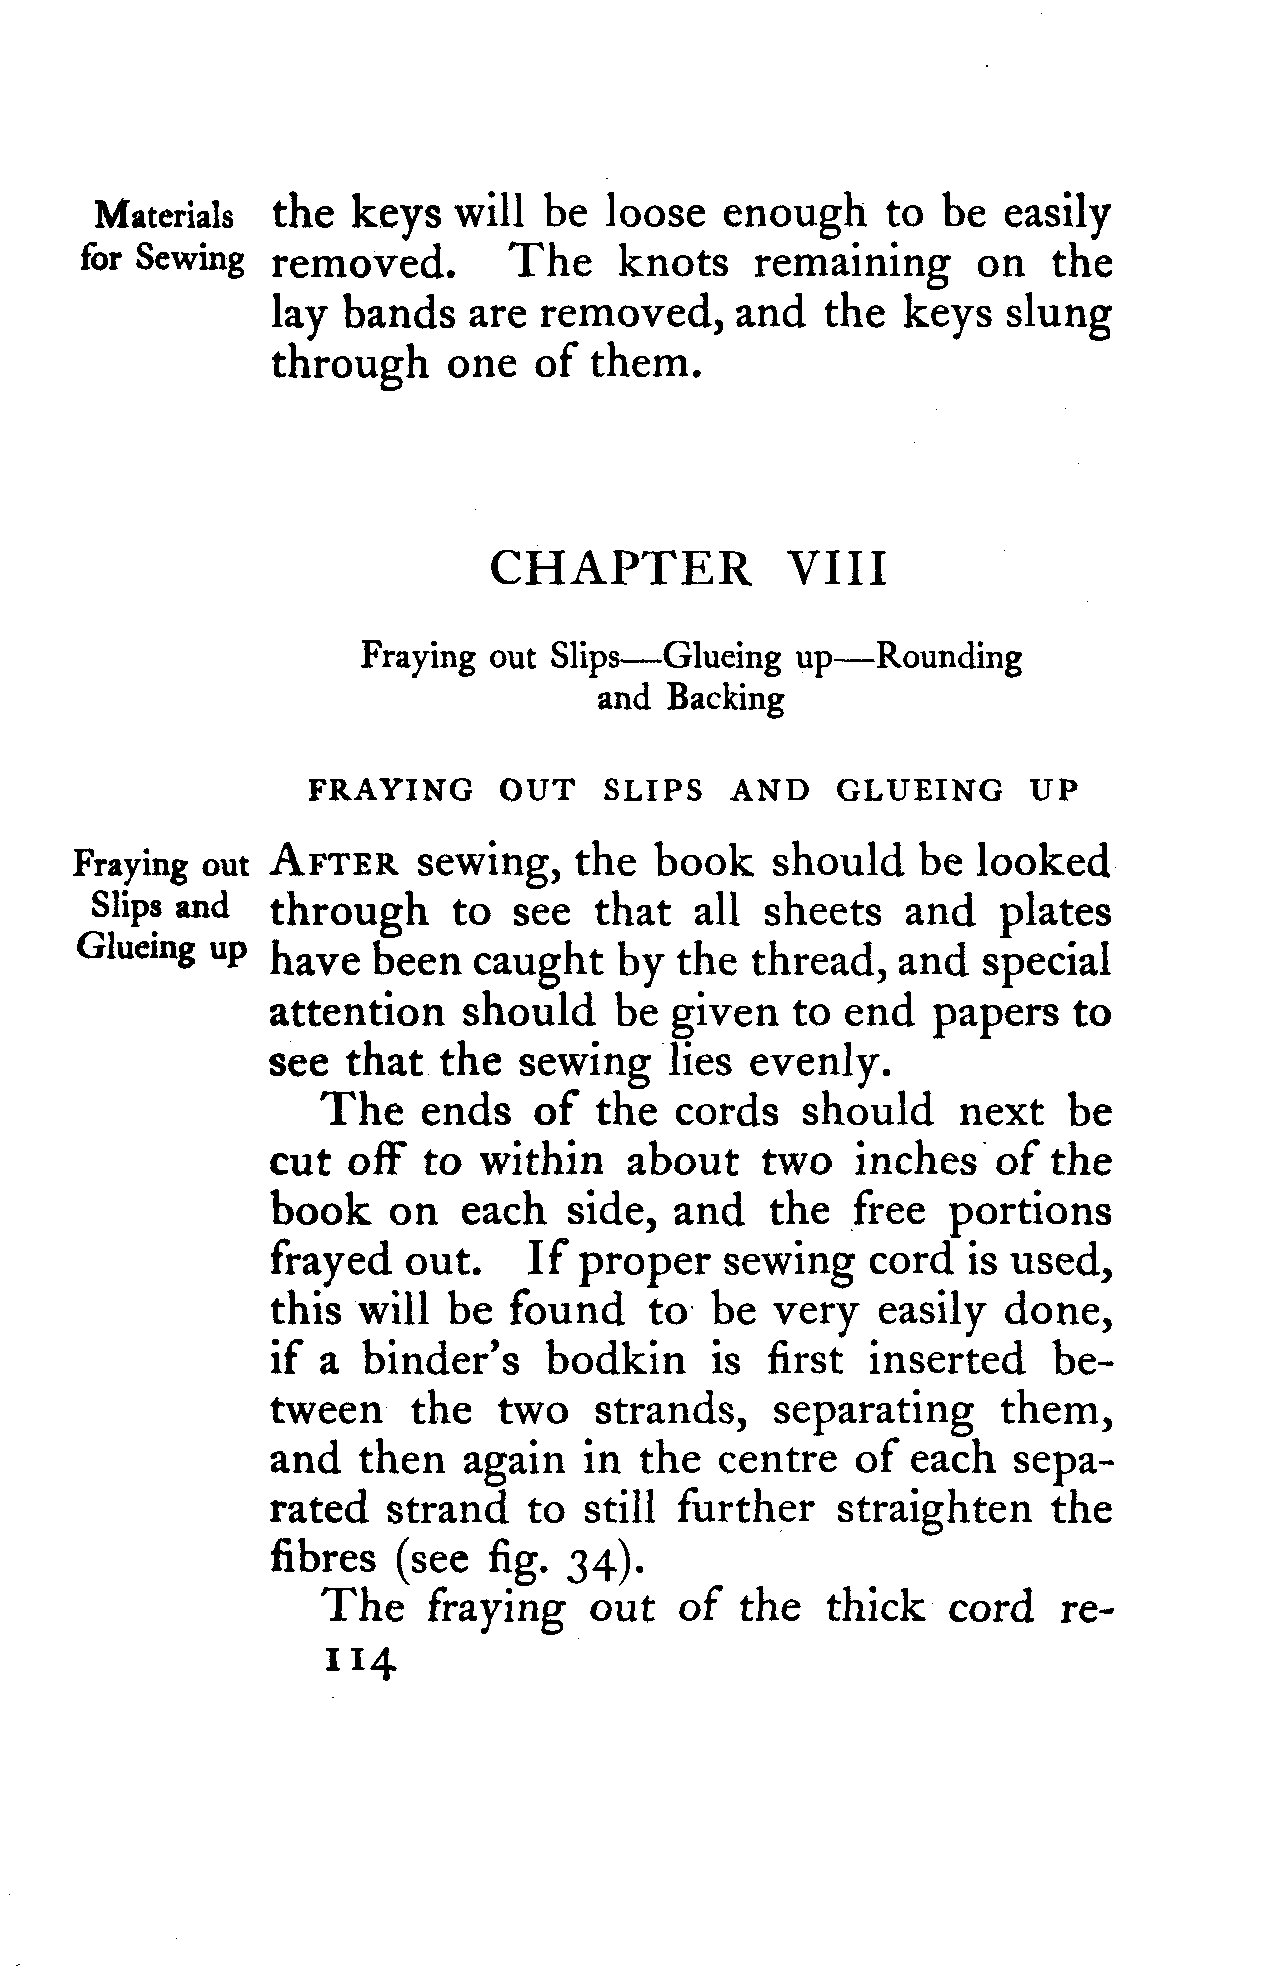 Materials
for Sewing
the keys will be loose enough to be easily
removed. The knots remaining on the
lay bands are removed, and the keys slung
through one of them.
CHAPTER VIII
Fraying out Slips—Glueing up—Rounding
and Backing
FRAYING OUT SLIPS AND GLUEING UP
Fraying out
Slips and
Glueing up
AFTER sewing, the book should be looked
through to see that all sheets and plates
have been caught by the thread, and special
attention should be given to end papers to
see that the sewing lies evenly.
The ends of the cords should next be
cut off to within about two inches of the
book on each side, and the free portions
frayed out. If proper sewing cord is used,
this will be found to be very easily done,
if a binder's bodkin is first inserted be-
tween the two strands, separating them,
and then again in the centre of each sepa-
rated strand to still further straighten the
fibres (see fig. 34).
The fraying out of the thick cord re-
114